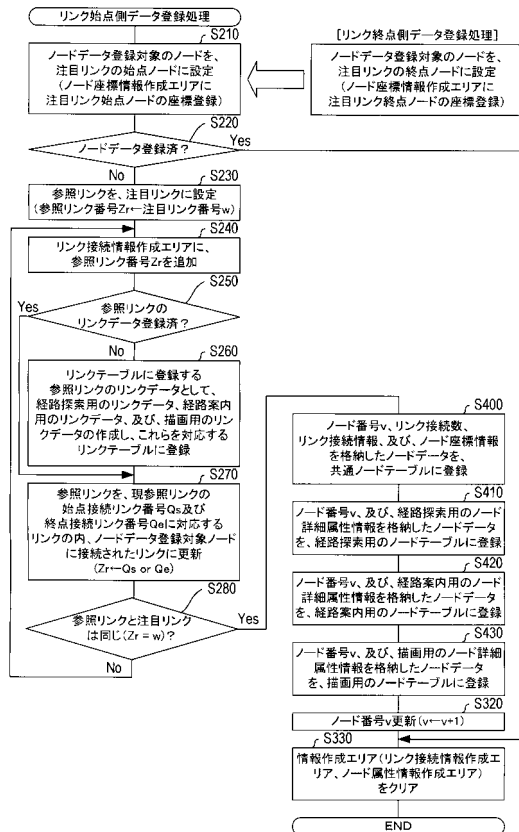 リンク始点側データ登録処理
S210
ノードデータ登録対象のノードを、
注目リンクの始点ノードに設定
(ノード座標情報作成エリアに
注目リンク始点ノードの座標登録)
[リンク終点側データ登録処理]
ノードデータ登録対象のノードを、
注目リンクの終点ノードに設定
(ノード座標情報作成エリアに
注目リンク終点ノードの座標登録)
S220
ノードデータ登録済?
Yes
No
S230
参照リンクを、注目リンクに設定
(参照リンク番号Zr←注目リンク番号w)
S240
リンク接続情報作成エリアに、
参照リンク番号Zrを追加
S250
Yes
参照リンクの
リンクデータ登録済?
No
S260
リンクテーブルに登録する
参照リンクのリンクデータとして、
経路探索用のリンクデータ、経路案内
用のリンクデータ、及び、描画用のリン
クデータの作成し、これらを対応する
リンクテーブルに登録
S270
参照リンクを、現参照リンクの
始点接続リンク番号Qs及び
終点接続リンク番号Qeに対応する
リンクの内、ノードデータ登録対象ノード
に接続されたリンクに更新
(Zr←Qs or Qe)
S280
参照リンクと注目リンク
は同じ(Zr = w)?
Yes
No
S400
ノード番号v、リンク接続数、
リンク接続情報、及び、ノード座標情報
を格納したノードデータを、
共通ノードテーブルに登録
S410
ノード番号v、及び、経路探索用のノード
詳細属性情報を格納したノードデータ
を、経路探索用のノードテーブルに登録
S420
ノード番号v、及び、経路案内用のノード
詳細属性情報を格納したノードデータ
を、経路案内用のノードテーブルに登録
S430
ノード番号v、及び、描画用のノード詳細
属性情報を格納したノードデータ
を、描画用のノードテーブルに登録
S320
ノード番号v更新(v←v+1)
S330
情報作成エリア(リンク接続情報作成エ
リア、ノード属性情報作成エリア)
をクリア
END